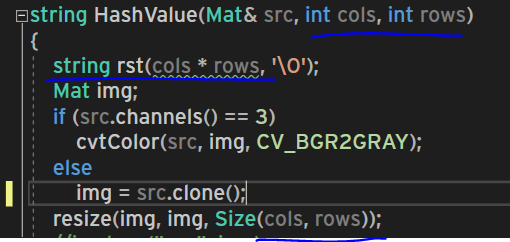 string HashValue(Mat& src, int cols, int rows)
{
string rst(cols * rows, '\0');
Mat img;
if (src.channels() == 3)
cvtColor(src, img, CV_BGR2GRAY);
else
img = src.clone();
resize(img, img, Size(cols, rows));